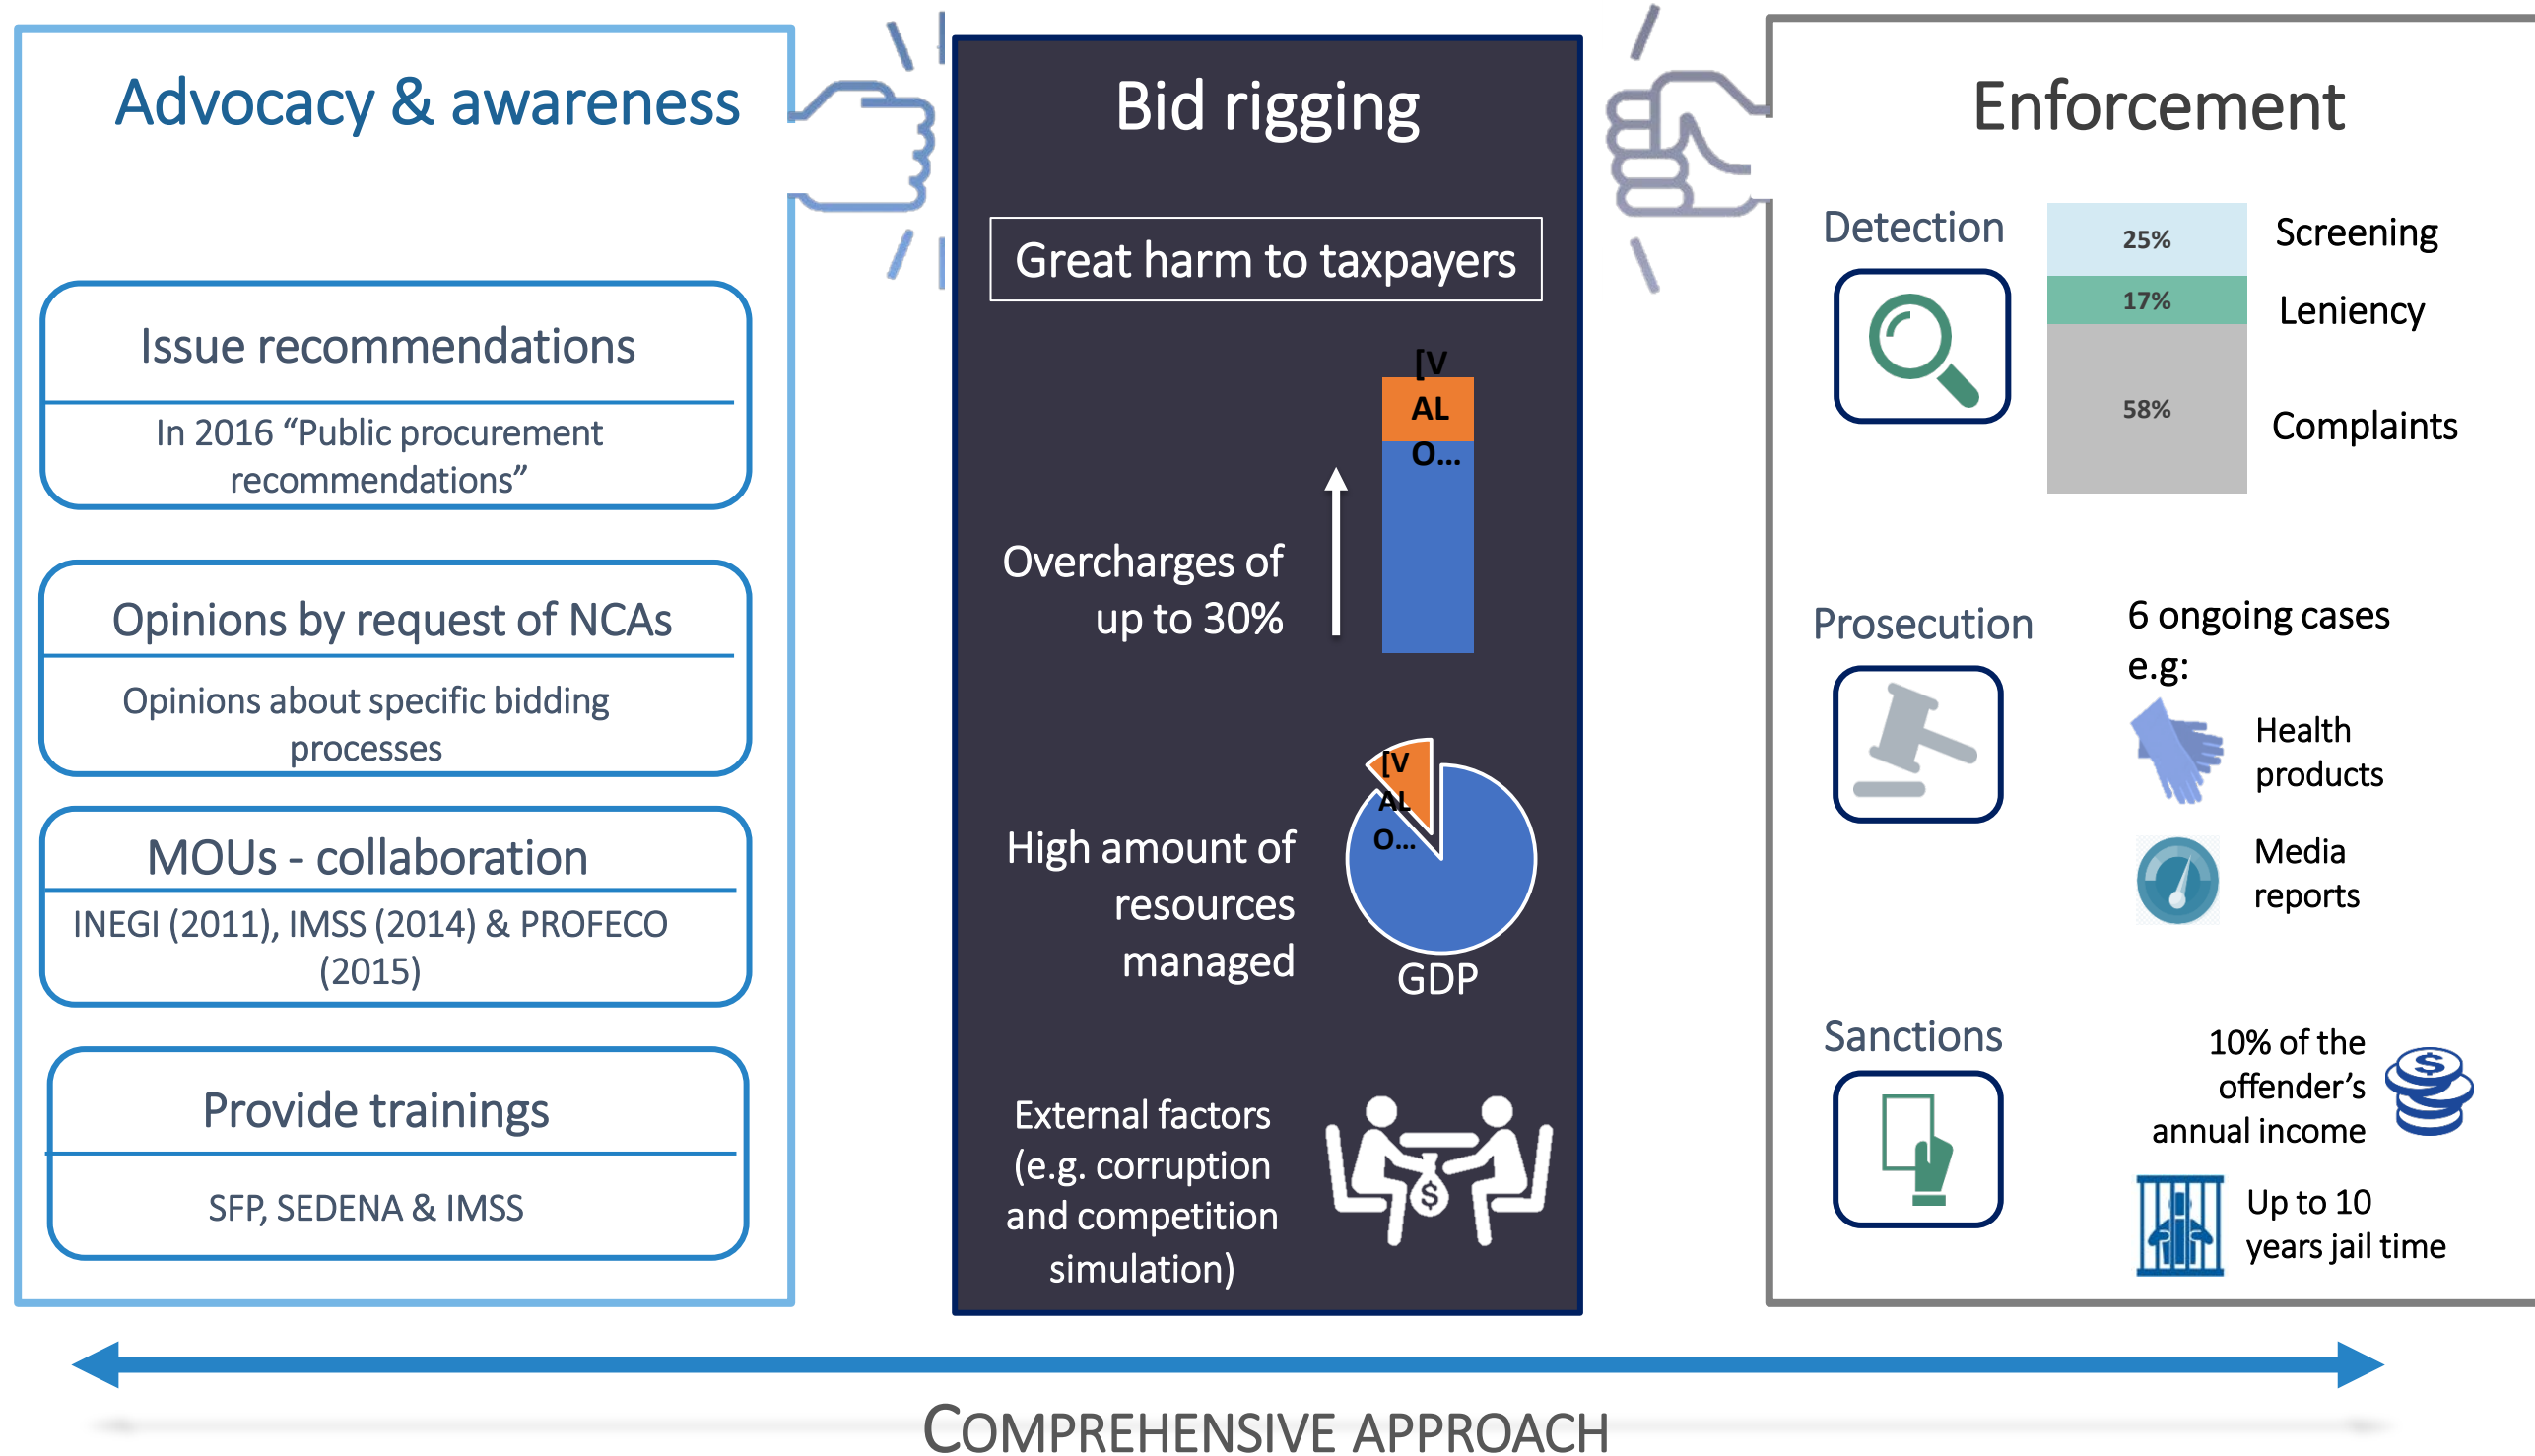 Advocacy & awareness
Issue recommendations
In 2016 “Public procurement
recommendations”
Opinions by request of NCAs
Opinions about specific bidding
processes
MOUs - collaboration
INEGI (2011), IMSS (2014) & PROFECO
(2015)
Provide trainings
SFP, SEDENA & IMSS
Bid rigging
Great harm to taxpayers
[V
AL
O...
Overcharges of
up to 30%
[V
AL
O...
High amount of
resources
managed
GDP
External factors
(e.g. corruption
and competition
simulation)
$
Enforcement
Detection
25%
Screening
17%
Leniency
58%
Complaints
Prosecution
6 ongoing cases
e.g:
Health
products
Media
reports
Sanctions
10% of the
offender’s
annual income
$
Up to 10
years jail time
COMPREHENSIVE APPROACH